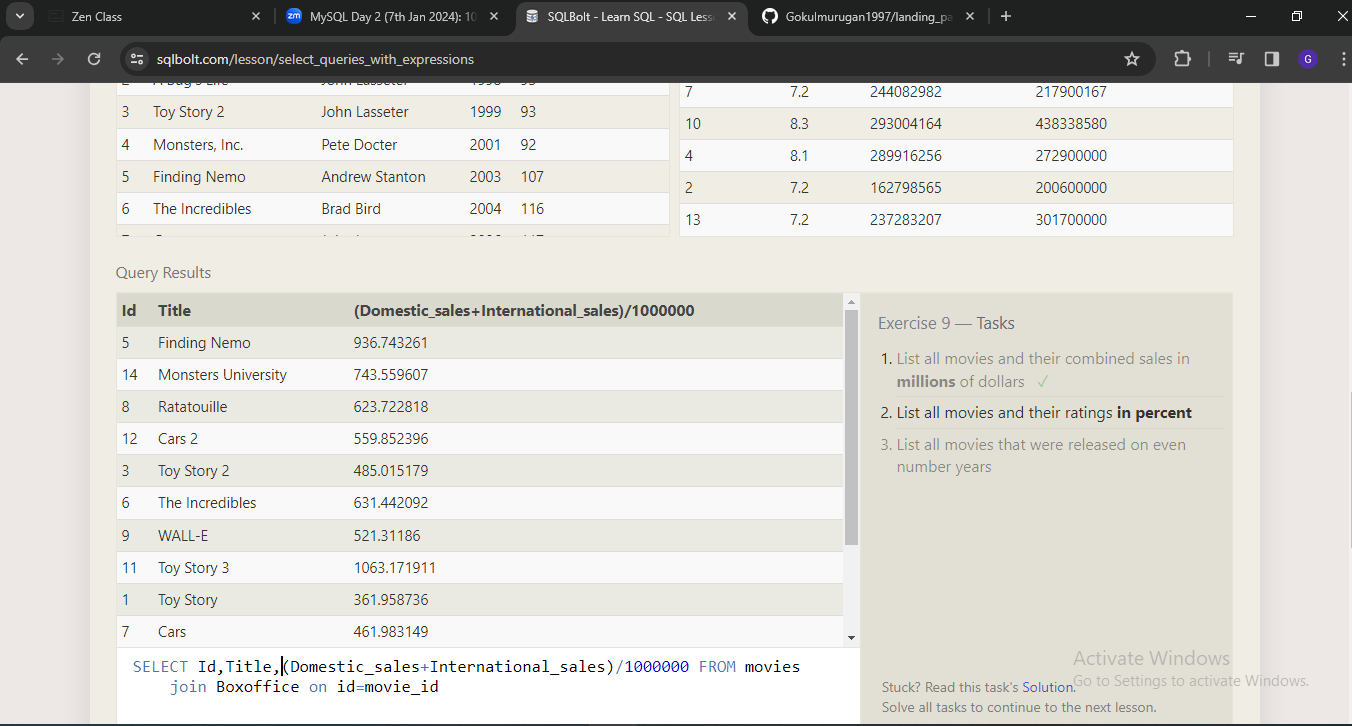 Zen Class
MySQL Day 2 (7th Jan 2024): 10
SQLBolt - Learn SQL - SQL Less
Gokulmurugan1997/landing_pa
sqlbolt.com/lesson/select_queries_with_expressions
G
3 Toy Story 2 John Lasseter 1999 93
4 Monsters, Inc. Pete Docter 2001 92
5 Finding Nemo Andrew Stanton 2003 107
6 The Incredibles Brad Bird 2004 116
7 7.2 244082982 217900167
10 8.3 293004164 438338580
4 8.1 289916256 272900000
2 7.2 162798565 200600000
13 7.2 237283207 301700000
Query Results
Id Title (Domestic_sales+International_sales)/1000000
5 Finding Nemo 936.743261
14 Monsters University 743.559607
8 Ratatouille 623.722818
12 Cars 2 559.852396
3 Toy Story 2 485.015179
6 The Incredibles 631.442092
9 WALL-E 521.31186
11 Toy Story 3 1063.171911
1 Toy Story 361.958736
7 Cars 461.983149
SELECT Id,Title,(Domestic_sales+International_sales)/1000000 FROM movies
join Boxoffice on id=movie_id
Exercise 9 — Tasks
1. List all movies and their combined sales in
millions of dollars ✓
2. List all movies and their ratings in percent
3. List all movies that were released on even
number years
Stuck? Read this task's Solution.
Solve all tasks to continue to the next lesson.
Activate Windows
Go to Settings to activate Windows.